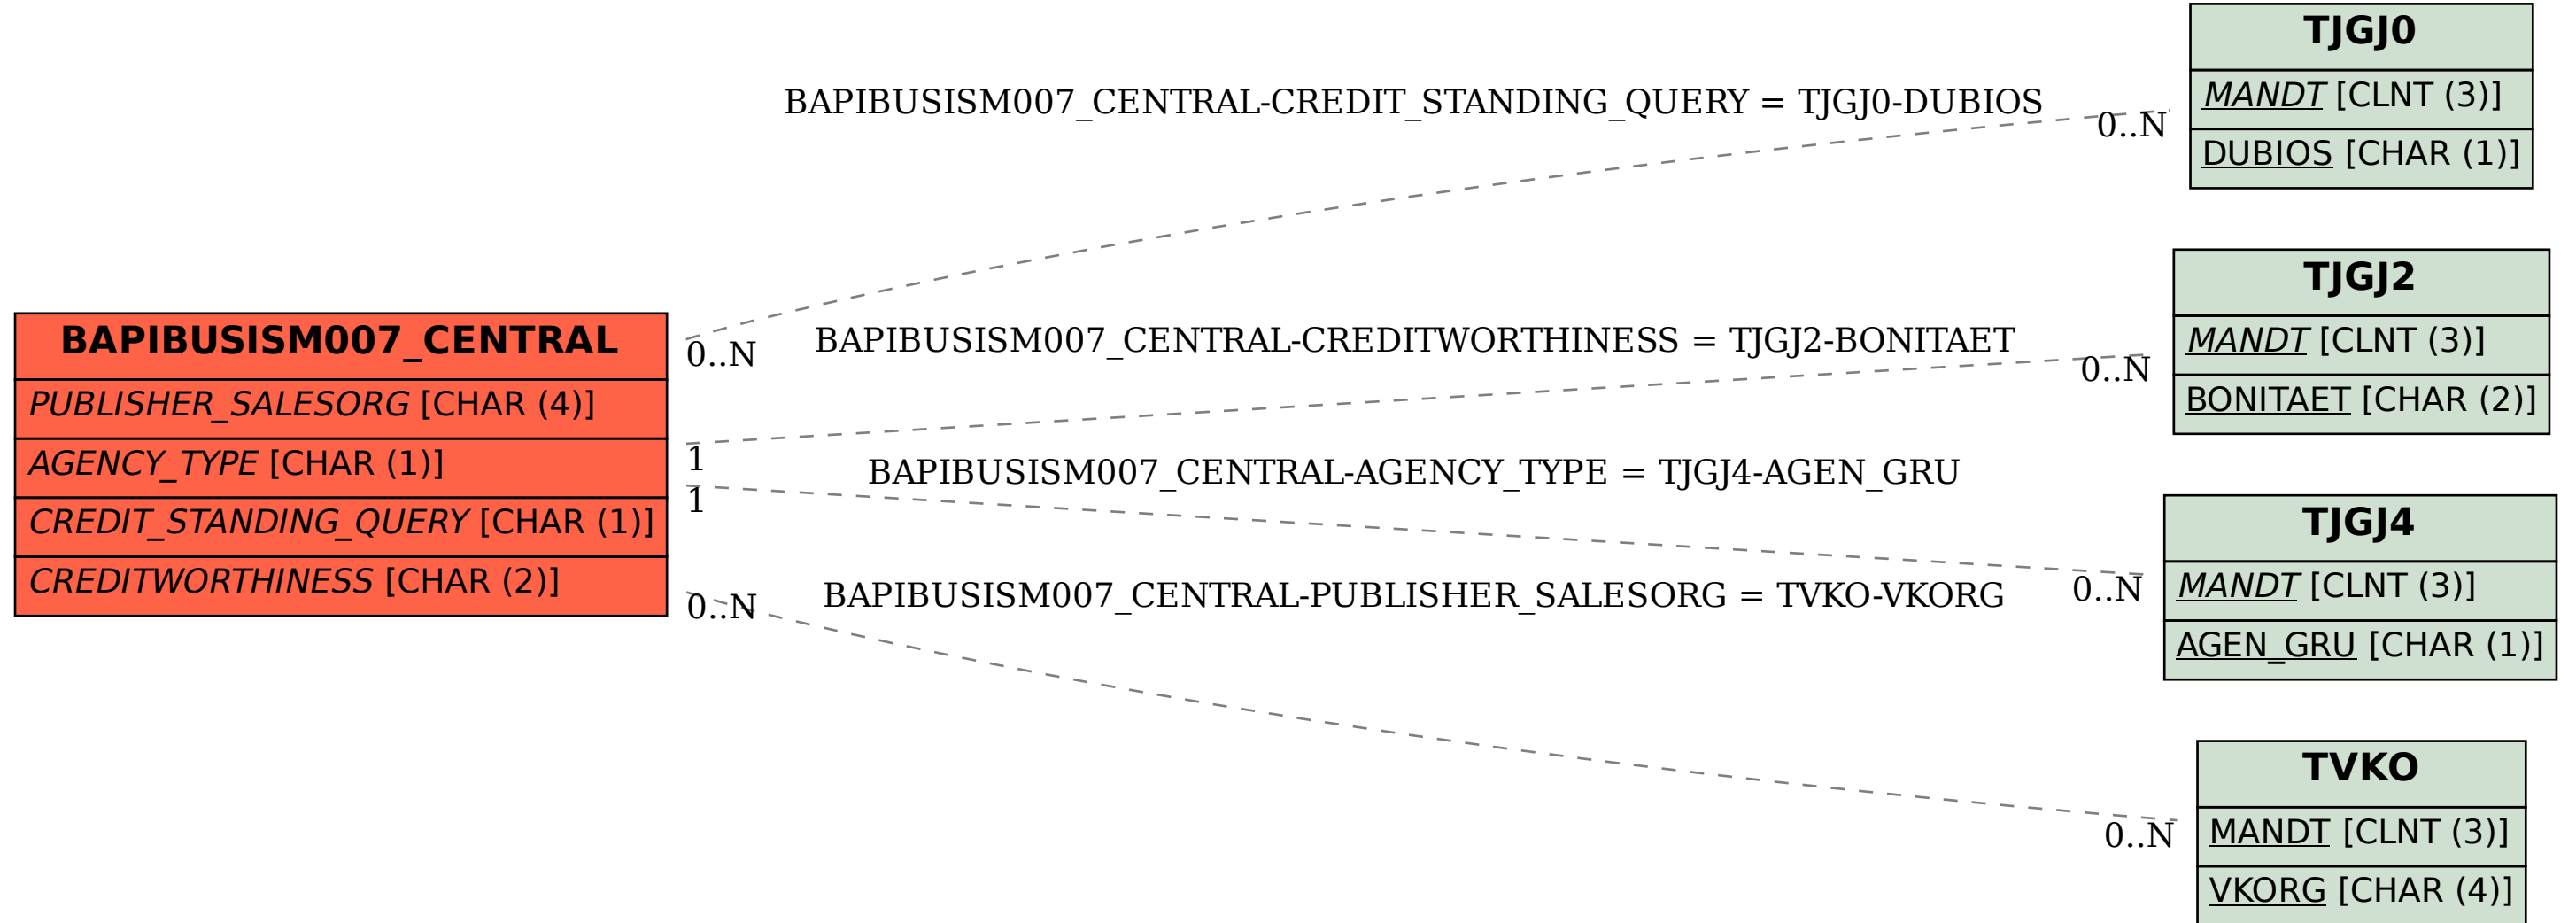 BAPIBUSISM007_CENTRAL
PUBLISHER_SALESORG [CHAR (4)]
AGENCY_TYPE [CHAR (1)]
CREDIT_STANDING_QUERY [CHAR (1)]
CREDITWORTHINESS [CHAR (2)]
BAPIBUSISM007_CENTRAL-CREDIT_STANDING_QUERY = TJGJ0-DUBIOS
0..N
0..N
BAPIBUSISM007_CENTRAL-CREDITWORTHINESS = TJGJ2-BONITAET
1
0..N
BAPIBUSISM007_CENTRAL-AGENCY_TYPE = TJGJ4-AGEN_GRU
1
0..N
BAPIBUSISM007_CENTRAL-PUBLISHER_SALESORG = TVKO-VKORG
0..N
0..N
TJGJ0
MANDT [CLNT (3)]
DUBIOS [CHAR (1)]
TJGJ2
MANDT [CLNT (3)]
BONITAET [CHAR (2)]
TJGJ4
MANDT [CLNT (3)]
AGEN_GRU [CHAR (1)]
TVKO
MANDT [CLNT (3)]
VKORG [CHAR (4)]